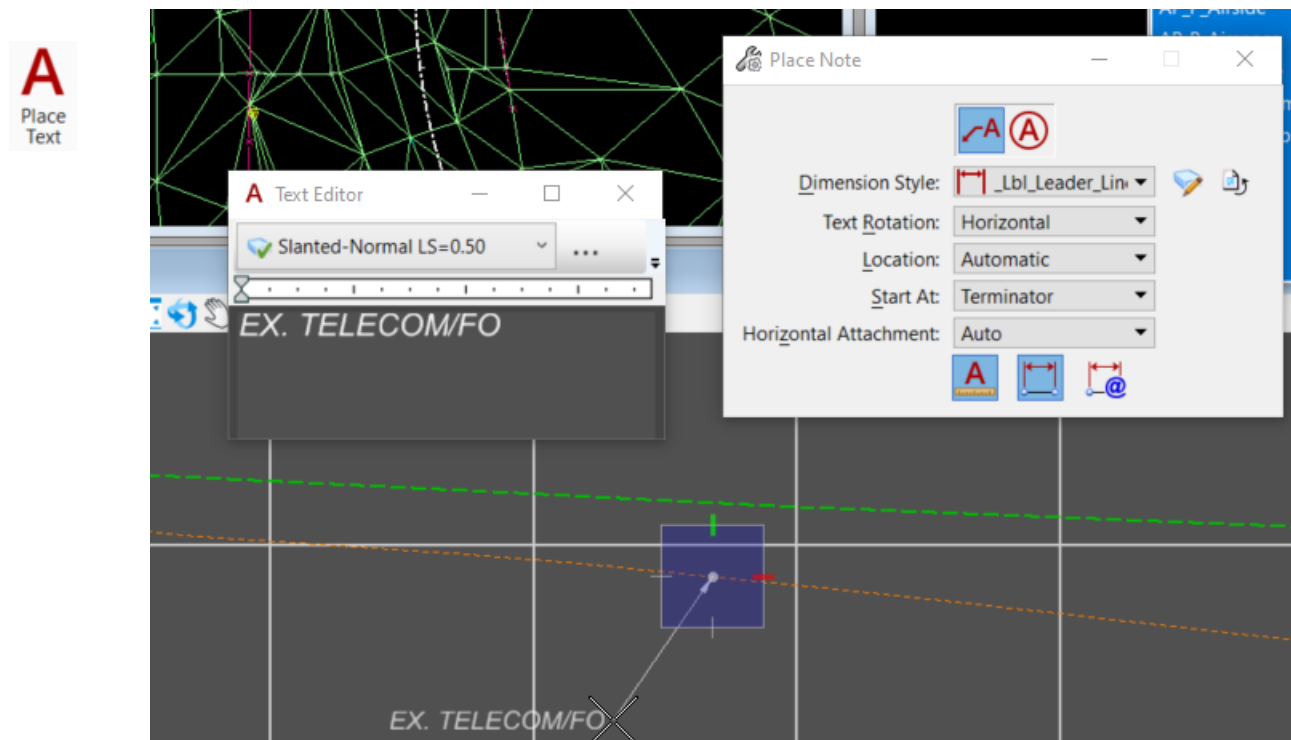 A
Place
Text
Place Note
A
A
Dimension Style: _Lbl_Leader_Lin
Text Rotation: Horizontal
Location: Automatic
Start At: Terminator
Horizontal Attachment: Auto
A
@
A Text Editor
Slanted-Normal LS=0.50
...
EX. TELECOM/FO
EX. TELECOM/FO